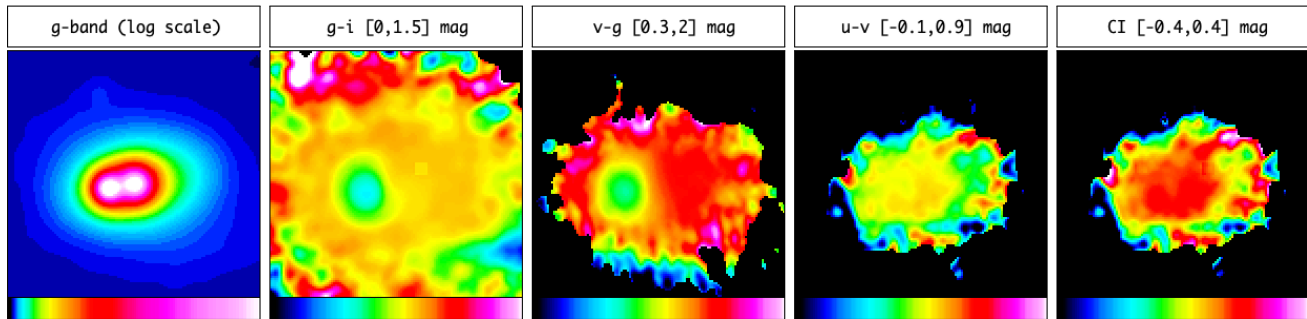 g-band (log scale)
g-i [0,1.5] mag
v-g [0.3,2] mag
u-v [-0.1,0.9] mag
CI [-0.4,0.4] mag